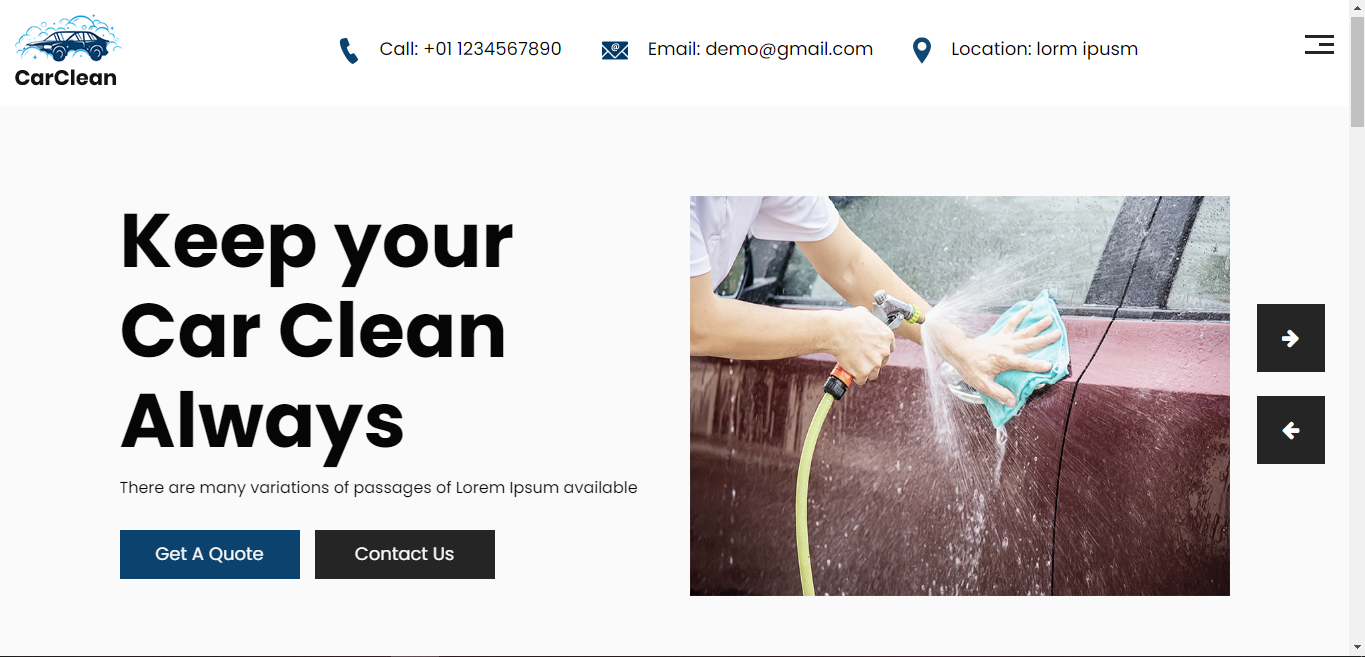 CarClean
Call: +01 1234567890
Email: demo@gmail.com
Location: lorm ipusm
Keep your
Car Clean
Always
There are many variations of passages of Lorem Ipsum available
Get A Quote
Contact Us